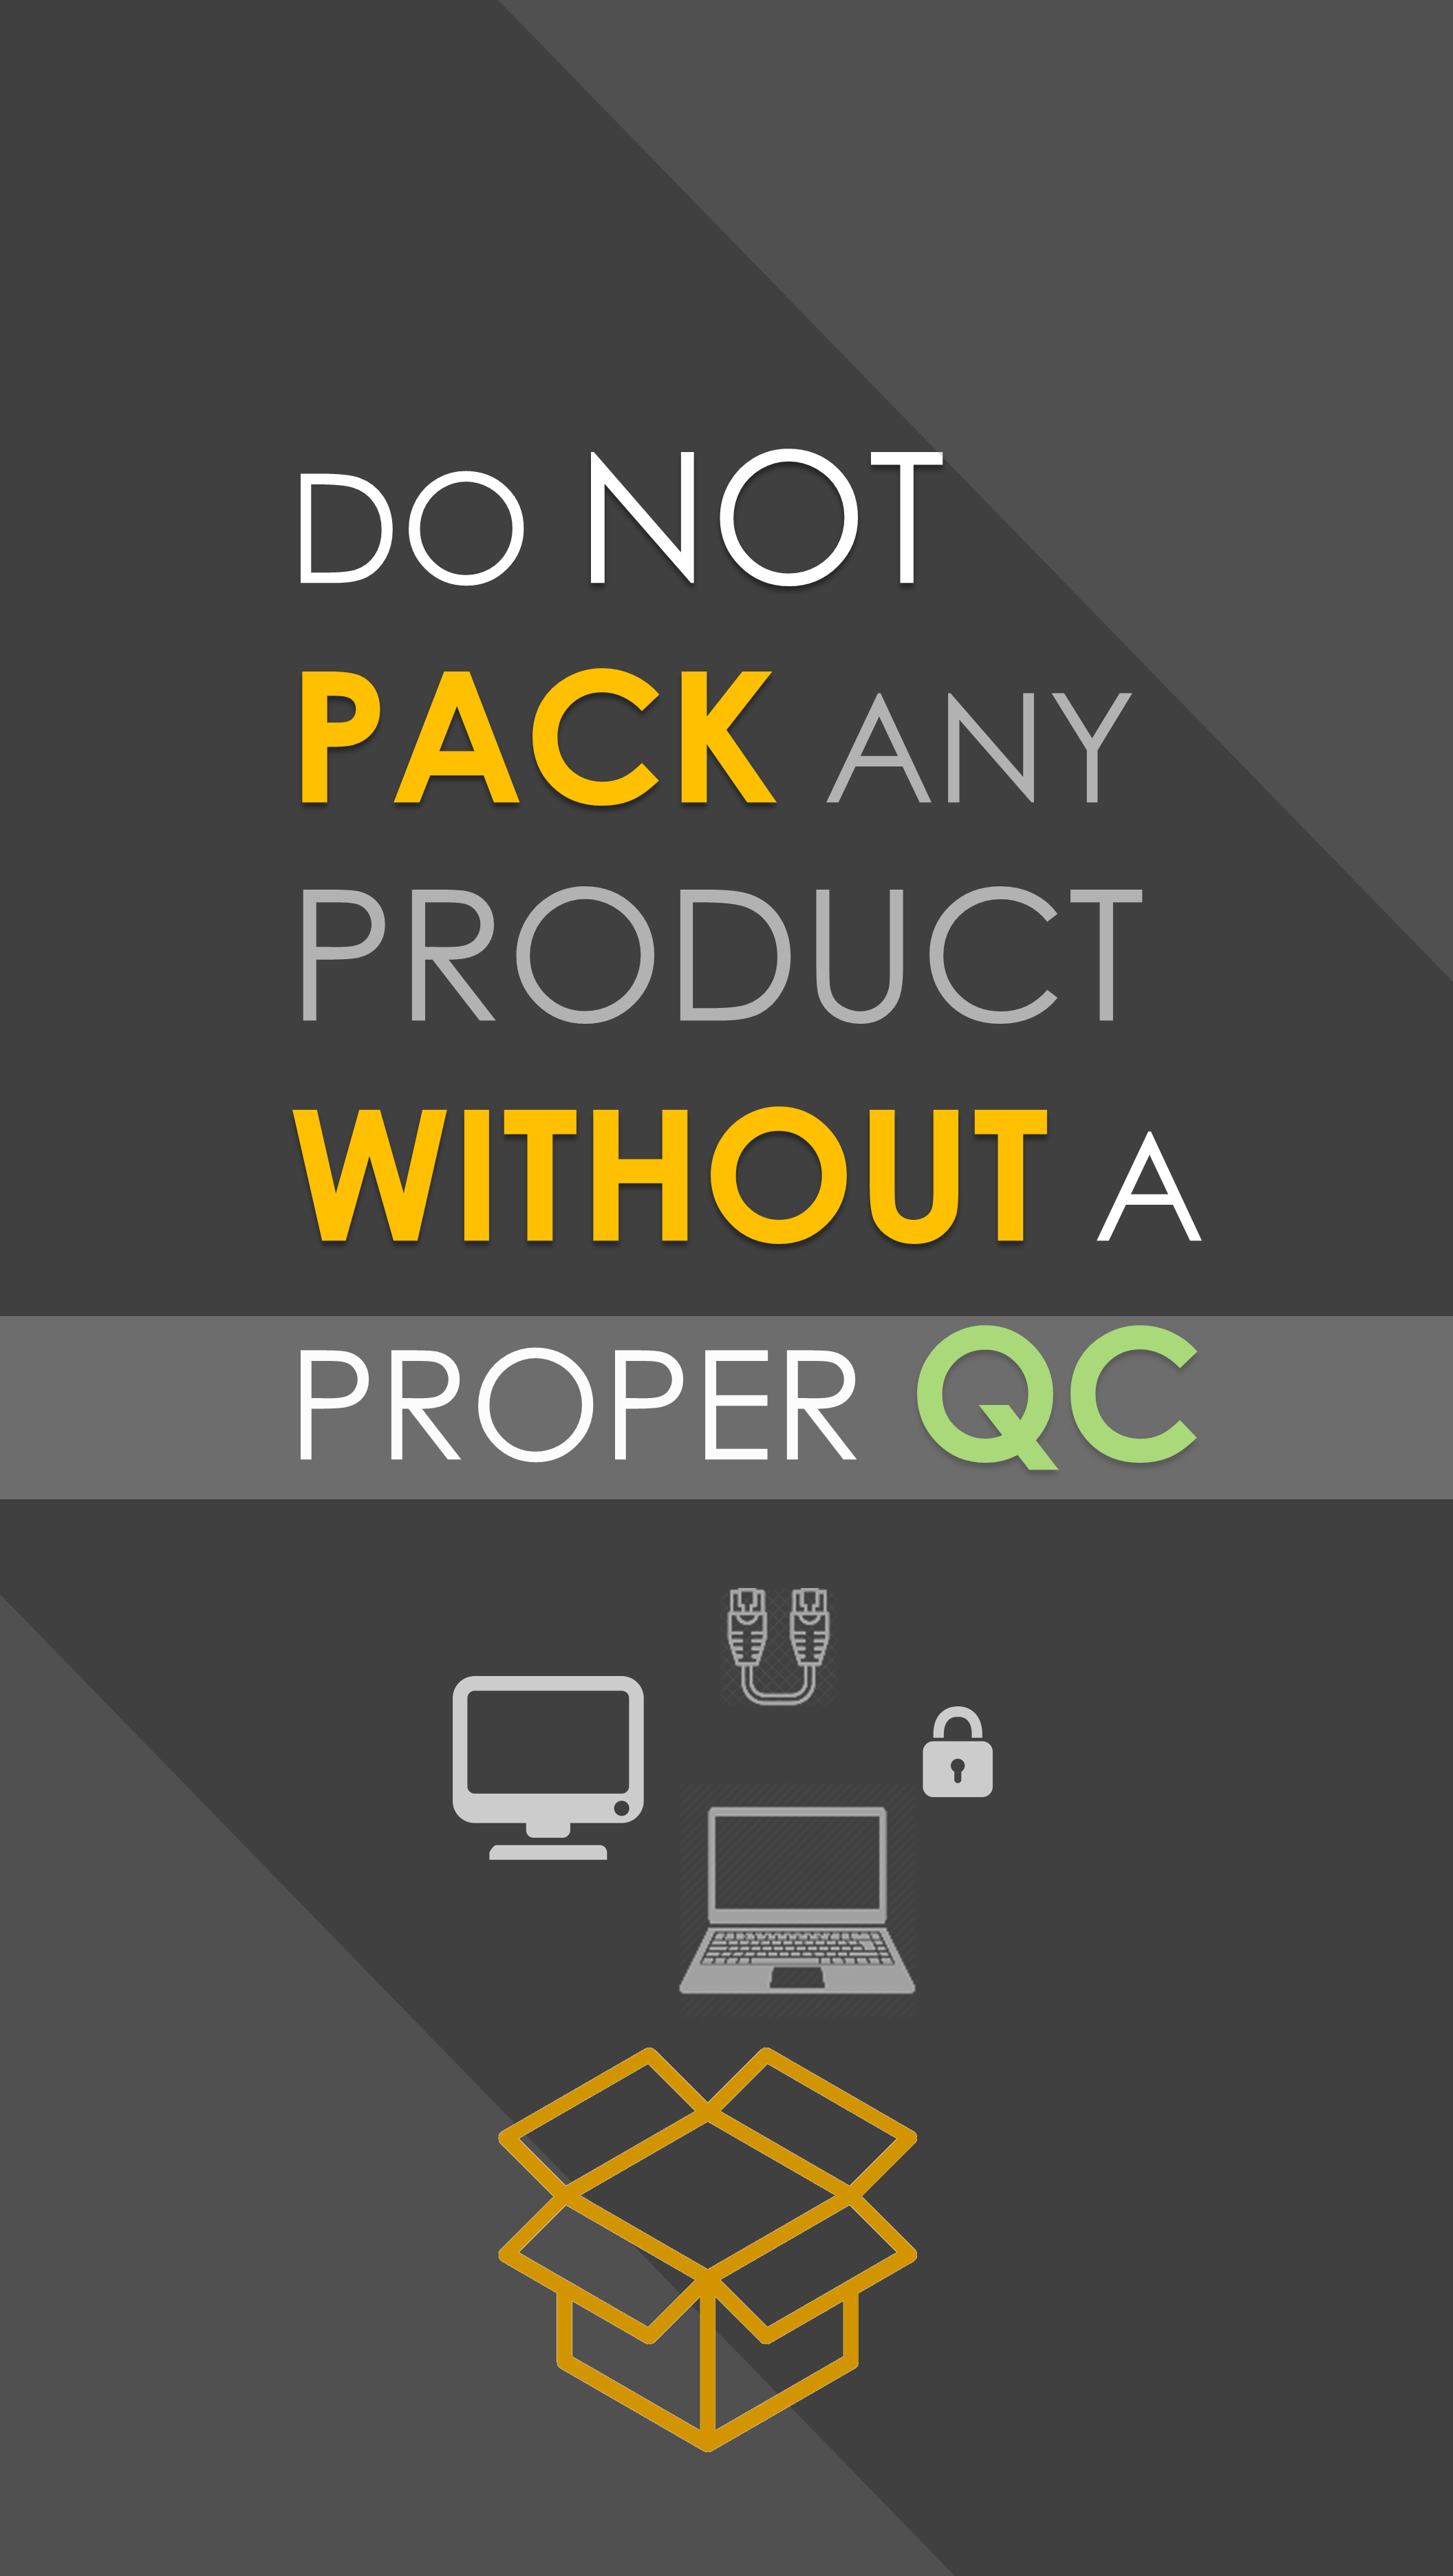 DO NOT
PACK ANY
PRODUCT
WITHOUT A
PROPER QC